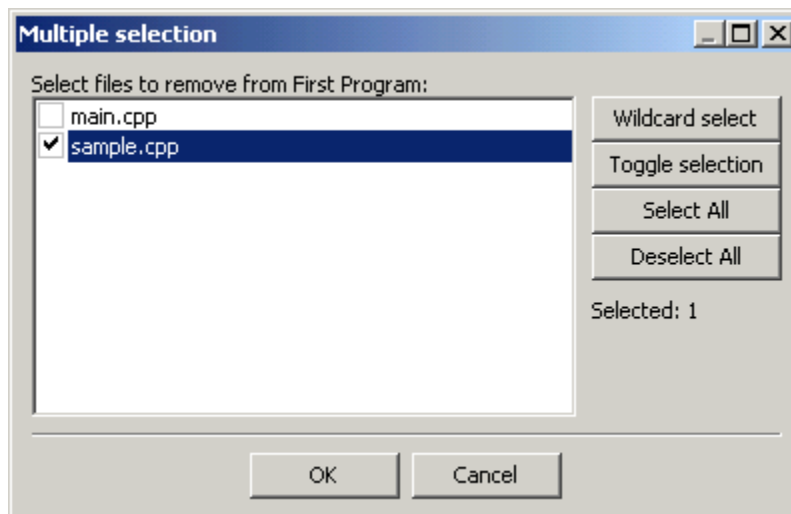 Multiple selection
Select files to remove from First Program:
main.cpp
sample.cpp
Wildcard select
Toggle selection
Select All
Deselect All
Selected: 1
OK
Cancel